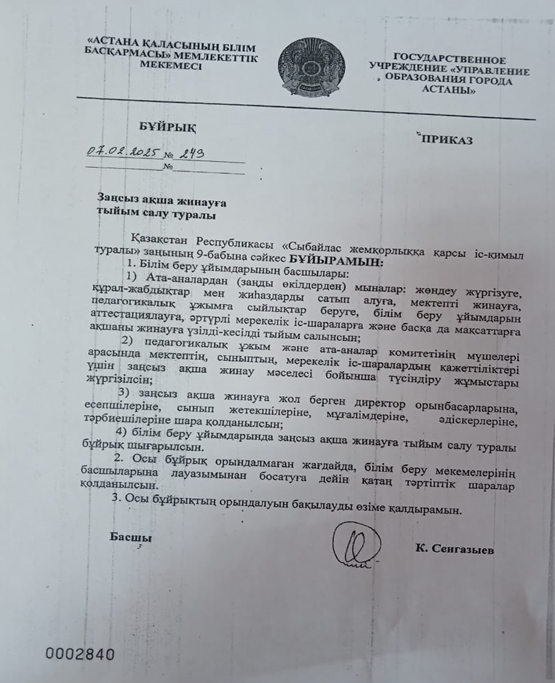 «АСТАНА ҚАЛАСЫНЫҢ БІЛІМ
БАСҚАРМАСЫ» МЕМЛЕКЕТТІК
МЕКЕМЕСІ
ГОСУДАРСТВЕННОЕ
УЧРЕЖДЕНИЕ «УПРАВЛЕНИЕ
ОБРАЗОВАНИЯ ГОРОДА
АСТАНЫ»
БҰЙРЫҚ
ПРИКАЗ
07.02.2025 № 243
№
Заңсыз ақша жинауға
тыйым салу туралы
Қазақстан Республикасы «Сыбайлас жемқорлыққа қарсы іс-қимыл
туралы» заңының 9-бабына сәйкес БҰЙЫРАМЫН:
1. Білім беру ұйымдарының басшылары:
1) Ата-аналардан (заңды өкілдерден) мыналар: жөндеу жүргізуге,
құрал-жабдықтар мен жиһаздарды сатып алуға, мектепті жинауға,
педагогикалық ұжымға сыйлықтар беруге, білім беру ұйымдарын
аттестациялауға, әртүрлі мерекелік іс-шараларға және басқа да мақсаттарға
ақшаны жинауға үзілді-кесілді тыйым салынсын;
2) педагогикалық ұжым және ата-аналар комитетінің мүшелері
арасында мектептің, сыныптың, мерекелік іс-шаралардың қажеттіліктері
үшін заңсыз ақша жинау мәселесі бойынша түсіндіру жұмыстары
жүргізілсін;
3) заңсыз ақша жинауға жол берген директор орынбасарларына,
есепшілеріне, сынып жетекшілеріне, мұғалімдеріне, әдіскерлеріне,
тәрбиешілеріне шара қолданылсын;
4) білім беру ұйымдарында заңсыз ақша жинауға тыйым салу туралы
бұйрық шығарылсын.
2. Осы бұйрық орындалмаған жағдайда, білім беру мекемелерінің
басшыларына лауазымынан босатуға дейін қатаң тәртіптік шаралар
қолданылсын.
3. Осы бұйрықтың орындалуын бақылауды өзіме қалдырамын.
Басшы
К. Сенгазыев
0002840